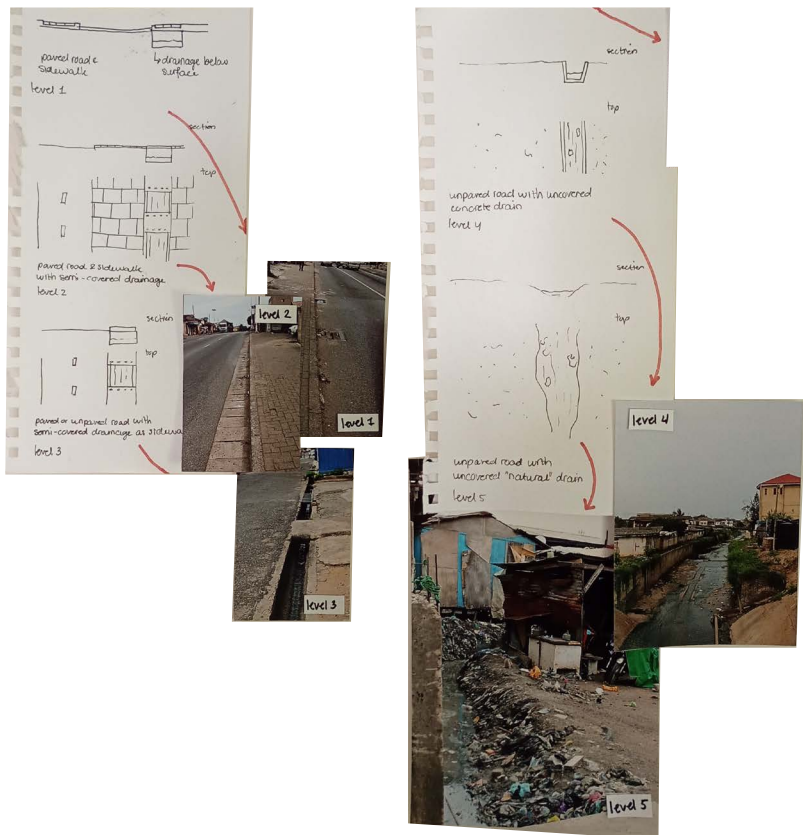 paved road &
sidewalk
↳ drainage below
surface
level 1
section
top
paved road & sidewalk
with semi-covered drainage
level 2
section
top
paved or unpaved road with
semi-covered drainage as
level 3
level 2
level 1
level 3
section
top
unpaved road with uncovered
concrete drain
level 4
section
top
unpaved road with
uncovered "natural" drain
level 5
level 4
level 5